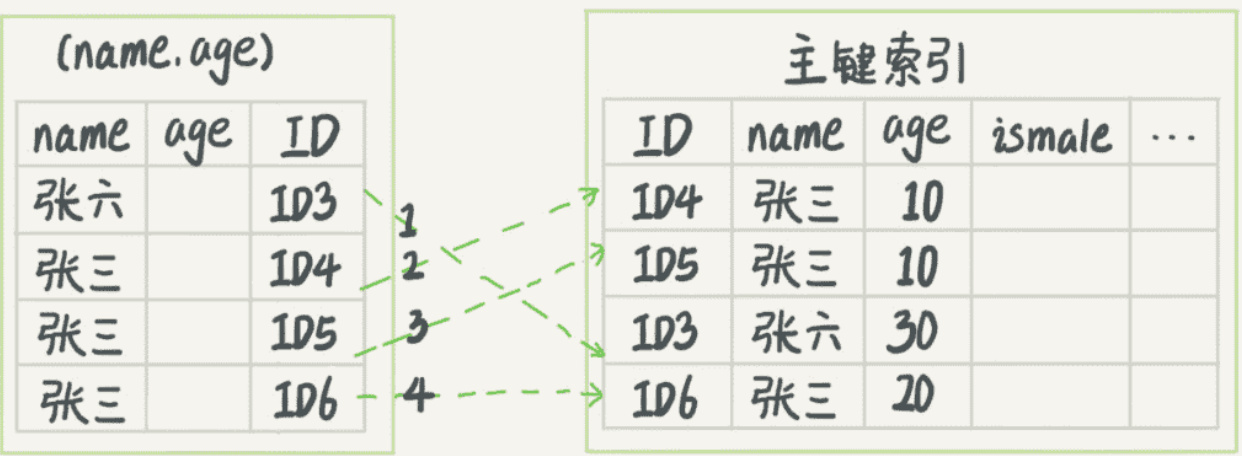 (name.age)
name age ID
张六 ID3
张三 ID4
张三 ID5
张三 ID6
1
2
3
4
主键索引
ID name age ismale ...
ID4 张三 10
ID5 张三 10
ID3 张六 30
ID6 张三 20